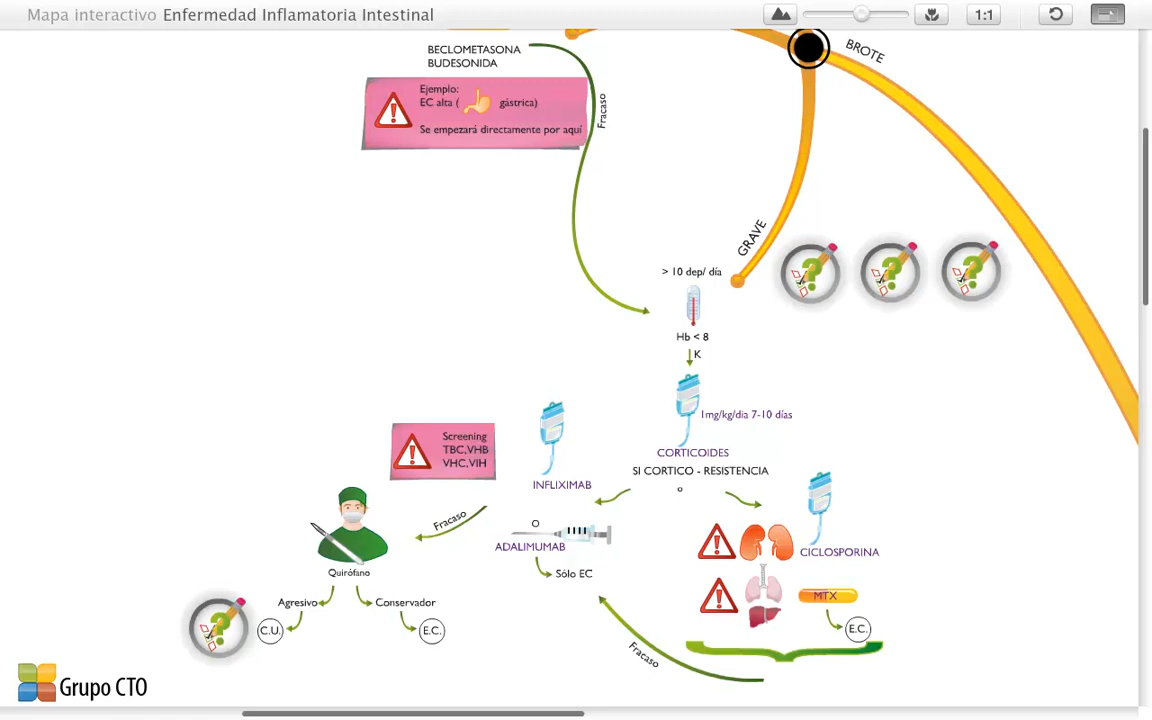 Mapa interactivo Enfermedad Inflamatoria Intestinal
1:1
BROTE
BECLOMETASONA
BUDESONIDA
Ejemplo:
EC alta ( gástrica)
Se empezará directamente por aquí
Fracaso
GRAVE
> 10 dep/ día
Hb < 8
K
1mg/kg/día 7-10 días
CORTICOIDES
SI CORTICO - RESISTENCIA
o
Screening
TBC,VHB
VHC,VIH
INFLIXIMAB
Fracaso
O
ADALIMUMAB
Sólo EC
CICLOSPORINA
MTX
E.C.
Quirófano
Agresivo
Conservador
C.U.
E.C.
Fracaso
Grupo CTO